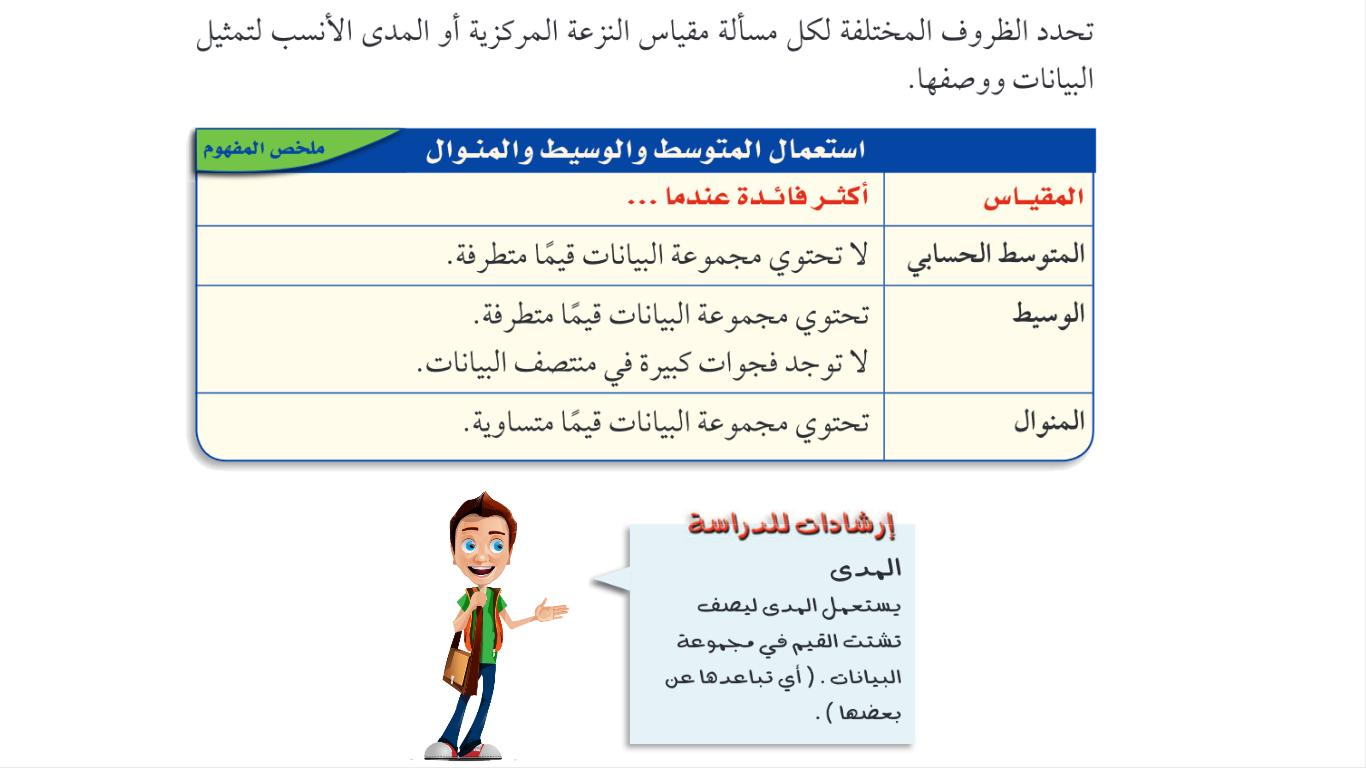 تحدد الظروف المختلفة لكل مسألة مقياس النزعة المركزية أو المدى الأنسب لتمثيل
البيانات ووصفها.
استعمال المتوسط والوسيط والمنوال
ملخص المفهوم
المقياس
أكثر فائدة عندما ...
المتوسط الحسابي
لا تحتوي مجموعة البيانات قيمًا متطرفة.
الوسيط
تحتوي مجموعة البيانات قيمًا متطرفة.
لا توجد فجوات كبيرة في منتصف البيانات.
المنوال
تحتوي مجموعة البيانات قيمًا متساوية.
إرشادات للدراسة
المدى
يستعمل المدى ليصف
تشتت القيم في مجموعة
البيانات . ( أي تباعدها عن
بعضها ) .